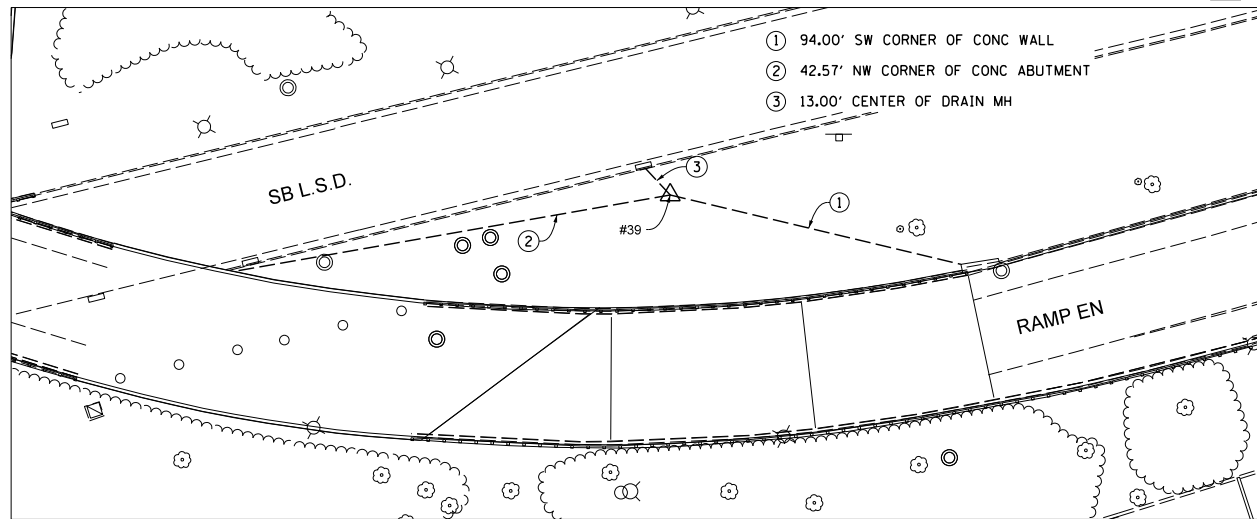 ① 94.00' SW CORNER OF CONC WALL
② 42.57' NW CORNER OF CONC ABUTMENT
③ 13.00' CENTER OF DRAIN MH
③
SB L.S.D.
①
#39
②
RAMP EN